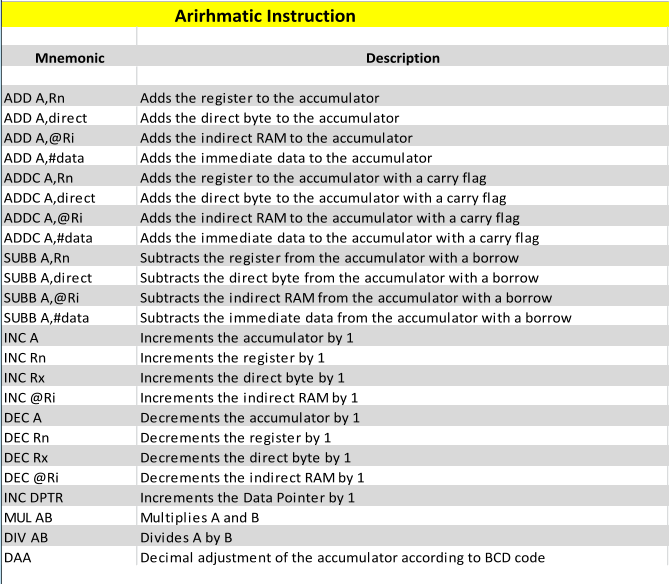 Arirhmatic Instruction
Mnemonic Description
ADD A,Rn Adds the register to the accumulator
ADD A,direct Adds the direct byte to the accumulator
ADD A,@Ri Adds the indirect RAM to the accumulator
ADD A,#data Adds the immediate data to the accumulator
ADDC A,Rn Adds the register to the accumulator with a carry flag
ADDC A,direct Adds the direct byte to the accumulator with a carry flag
ADDC A,@Ri Adds the indirect RAM to the accumulator with a carry flag
ADDC A,#data Adds the immediate data to the accumulator with a carry flag
SUBB A,Rn Subtracts the register from the accumulator with a borrow
SUBB A,direct Subtracts the direct byte from the accumulator with a borrow
SUBB A,@Ri Subtracts the indirect RAM from the accumulator with a borrow
SUBB A,#data Subtracts the immediate data from the accumulator with a borrow
INC A Increments the accumulator by 1
INC Rn Increments the register by 1
INC Rx Increments the direct byte by 1
INC @Ri Increments the indirect RAM by 1
DEC A Decrements the accumulator by 1
DEC Rn Decrements the register by 1
DEC Rx Decrements the direct byte by 1
DEC @Ri Decrements the indirect RAM by 1
INC DPTR Increments the Data Pointer by 1
MUL AB Multiplies A and B
DIV AB Divides A by B
DAA Decimal adjustment of the accumulator according to BCD code